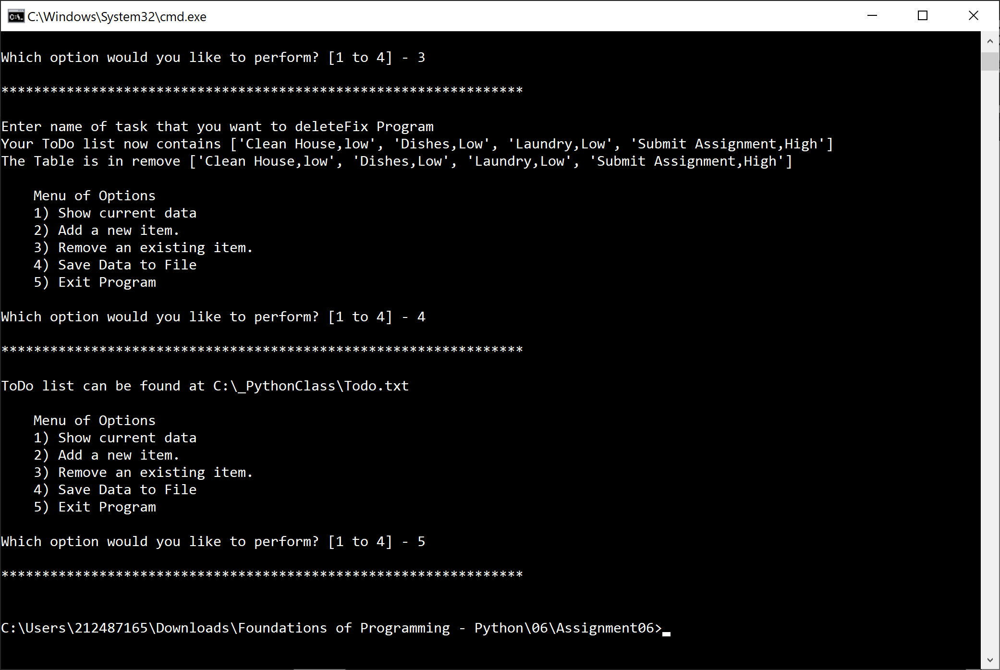 C:\Windows\System32\cmd.exe
Which option would you like to perform? [1 to 4] - 3
****************************************************************
Enter name of task that you want to deleteFix Program
Your ToDo list now contains ['Clean House,low', 'Dishes,Low', 'Laundry,Low', 'Submit Assignment,High']
The Table is in remove ['Clean House,low', 'Dishes,Low', 'Laundry,Low', 'Submit Assignment,High']
Menu of Options
1) Show current data
2) Add a new item.
3) Remove an existing item.
4) Save Data to File
5) Exit Program
Which option would you like to perform? [1 to 4] - 4
****************************************************************
ToDo list can be found at C:\_PythonClass\Todo.txt
Menu of Options
1) Show current data
2) Add a new item.
3) Remove an existing item.
4) Save Data to File
5) Exit Program
Which option would you like to perform? [1 to 4] - 5
****************************************************************
C:\Users\212487165\Downloads\Foundations of Programming - Python\06\Assignment06>